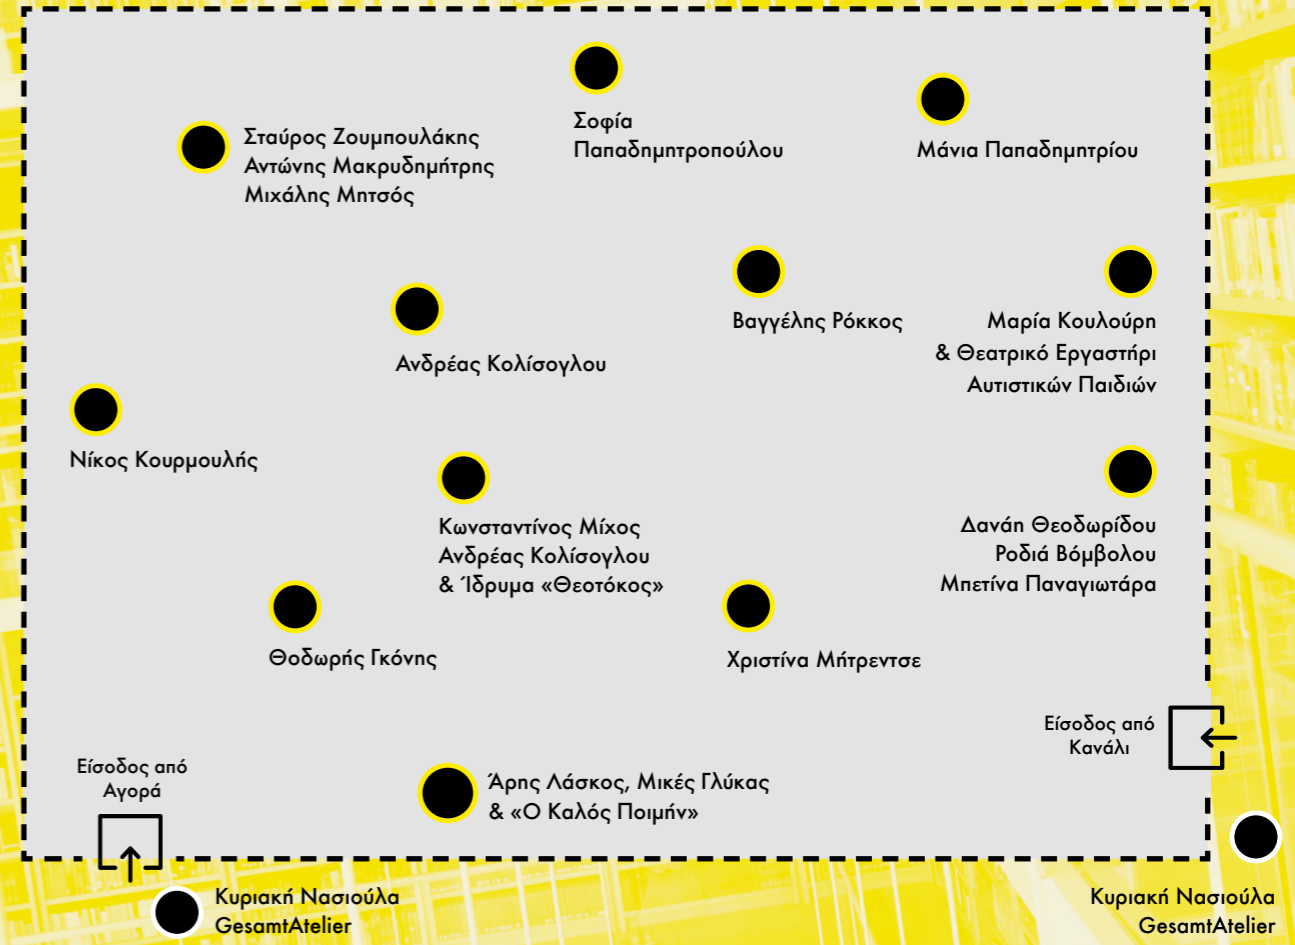 Σοφία
Παπαδημητροπούλου
Μάνια Παπαδημητρίου
Σταύρος Ζουμπουλάκης
Αντώνης Μακρυδημήτρης
Μιχάλης Μητσός
Βαγγέλης Ρόκκος
Μαρία Κουλούρη
& Θεατρικό Εργαστήρι
Αυτιστικών Παιδιών
Ανδρέας Κολίσογλου
Νίκος Κουρμουλής
Κωνσταντίνος Μίχος
Ανδρέας Κολίσογλου
& Ίδρυμα «Θεοτόκος»
Δανάη Θεοδωρίδου
Ροδιά Βόμβολου
Μπετίνα Παναγιωτάρα
Θοδωρής Γκόνης
Χριστίνα Μήτρεντσε
Είσοδος από
Κανάλι
Είσοδος από
Αγορά
Άρης Λάσκος, Μικές Γλύκας
& «Ο Καλός Ποιμήν»
Κυριακή Νασιούλα
GesamtAtelier
Κυριακή Νασιούλα
GesamtAtelier